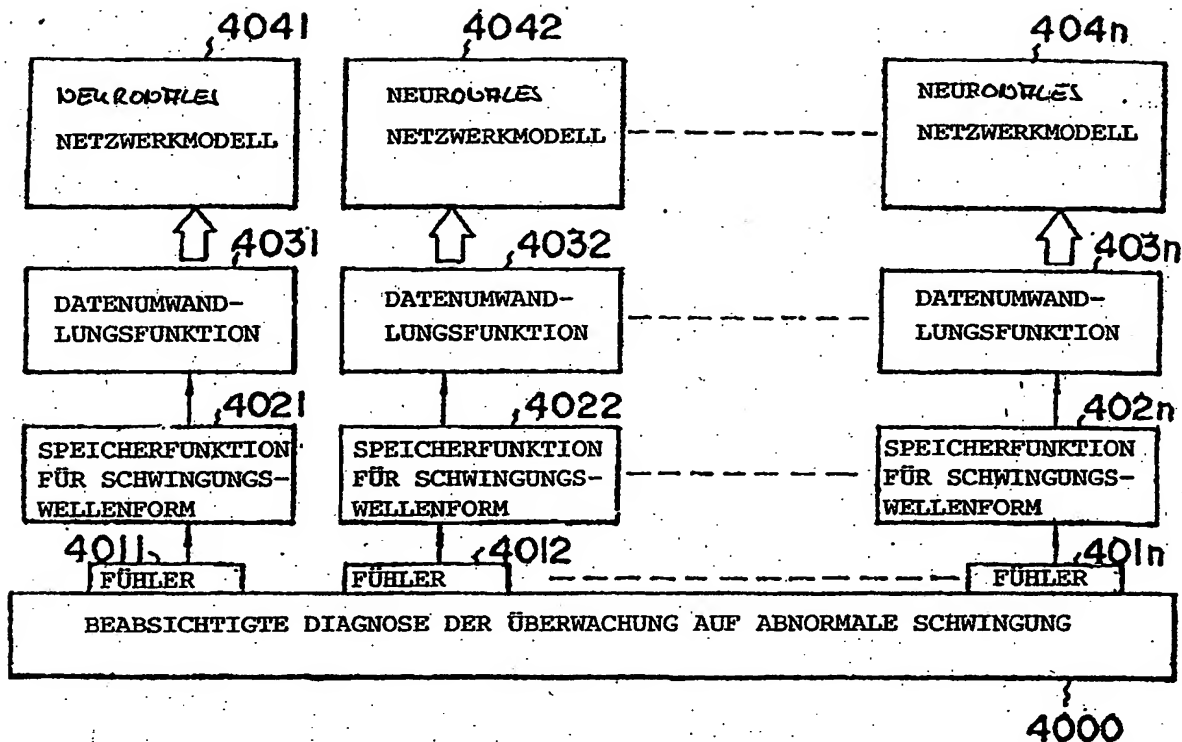 4041 4042 404n
NEURONALES NEURONALES NEURONALES
NETZWERKMODELL NETZWERKMODELL NETZWERKMODELL
4031 4032 403n
DATENUMWAND- DATENUMWAND- DATENUMWAND-
LUNGSFUNKTION LUNGSFUNKTION LUNGSFUNKTION
4021 4022 402n
SPEICHERFUNKTION SPEICHERFUNKTION SPEICHERFUNKTION
FÜR SCHWINGUNGS- FÜR SCHWINGUNGS- FÜR SCHWINGUNGS-
WELLENFORM WELLENFORM WELLENFORM
4011 4012 401n
FÜHLER FÜHLER FÜHLER
BEABSICHTIGTE DIAGNOSE DER ÜBERWACHUNG AUF ABNORMALE SCHWINGUNG
4000